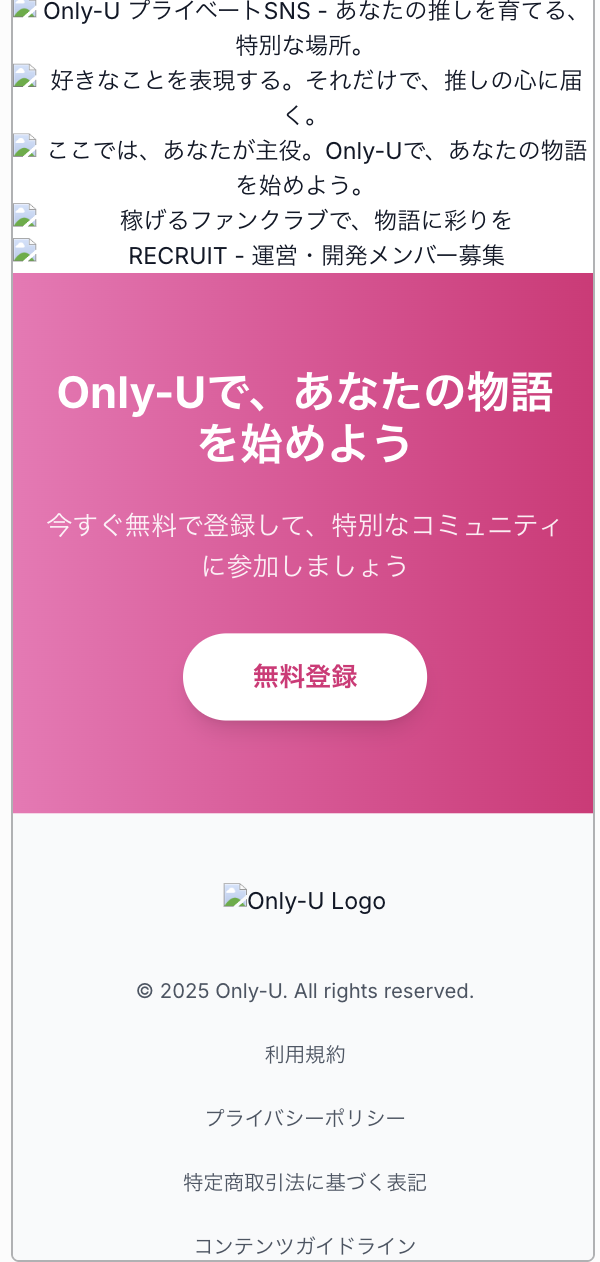 Only-U プライベートSNS - あなたの推しを育てる、
特別な場所。
好きなことを表現する。それだけで、推しの心に届
く。
ここでは、あなたが主役。Only-Uで、あなたの物語
を始めよう。
稼げるファンクラブで、物語に彩りを
RECRUIT - 運営・開発メンバー募集
Only-Uで、あなたの物語
を始めよう
今すぐ無料で登録して、特別なコミュニティ
に参加しましょう
無料登録
Only-U Logo
© 2025 Only-U. All rights reserved.
利用規約
プライバシーポリシー
特定商取引法に基づく表記
コンテンツガイドライン